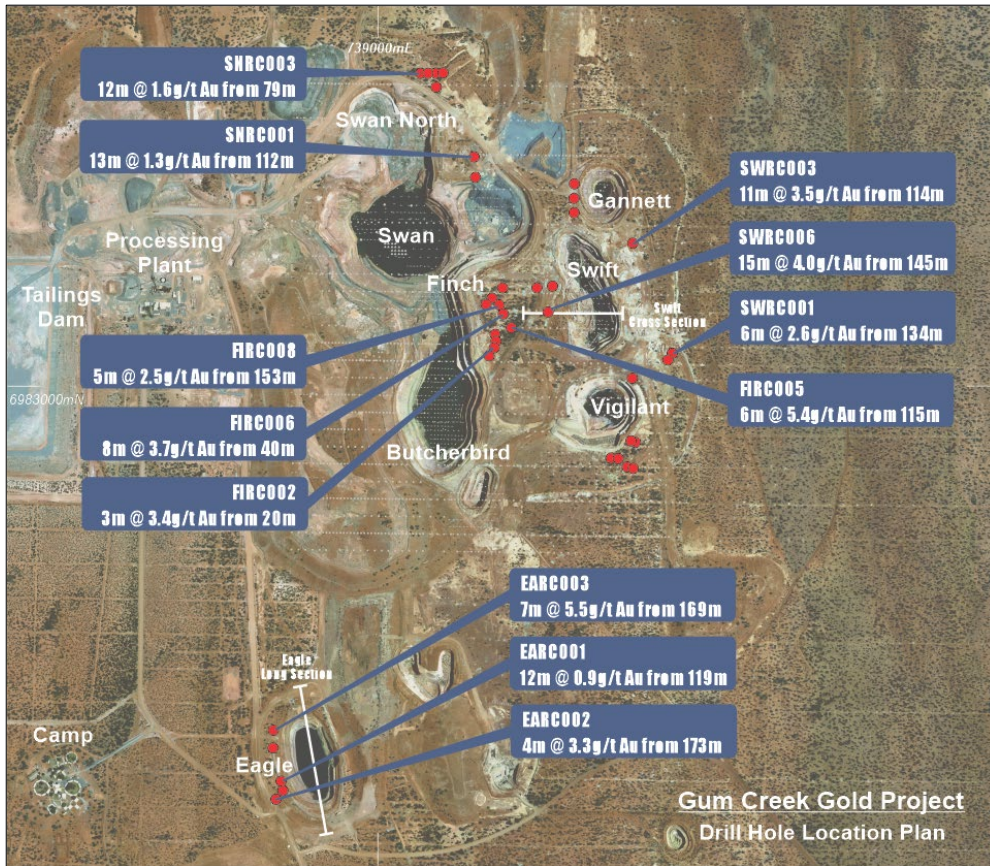 739000mE
SNRC003
12m @ 1.6g/t Au from 79m
Swan North
SNRC001
13m @ 1.3g/t Au from 112m
SWRC003
11m @ 3.5g/t Au from 114m
Gannett
Swan
Processing
Plant
SWRC006
15m @ 4.0g/t Au from 145m
Finch
Swift
Tailings
Dam
Swift
Cross Section
SWRC001
6m @ 2.6g/t Au from 134m
FIRC008
5m @ 2.5g/t Au from 153m
FIRC005
6m @ 5.4g/t Au from 115m
6983000mN
Vigilant
FIRC006
8m @ 3.7g/t Au from 40m
Butcherbird
FIRC002
3m @ 3.4g/t Au from 20m
EARC003
7m @ 5.5g/t Au from 169m
EARC001
12m @ 0.9g/t Au from 119m
Eagle
Long Section
EARC002
4m @ 3.3g/t Au from 173m
Camp
Eagle
Gum Creek Gold Project
Drill Hole Location Plan